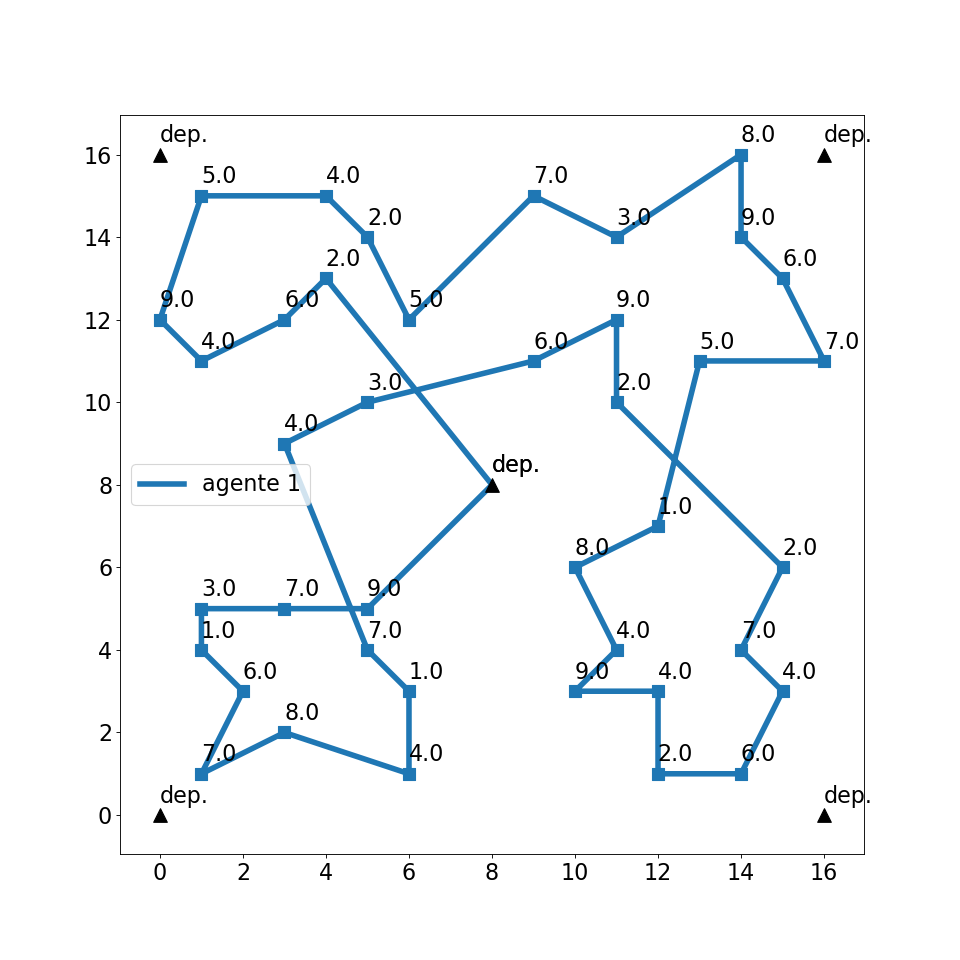 dep. 8.0 dep.
16
5.0 4.0 7.0
2.0 3.0 9.0
14
2.0 6.0
9.0 6.0 5.0 9.0
12
4.0 6.0 5.0 7.0
3.0 2.0
10
4.0
dep.
agente 1
8
1.0
8.0 2.0
6
3.0 7.0 9.0
1.0 7.0 4.0 7.0
4
6.0 1.0 9.0 4.0 4.0
8.0
2
7.0 4.0 2.0 6.0
dep. dep.
0
0 2 4 6 8 10 12 14 16